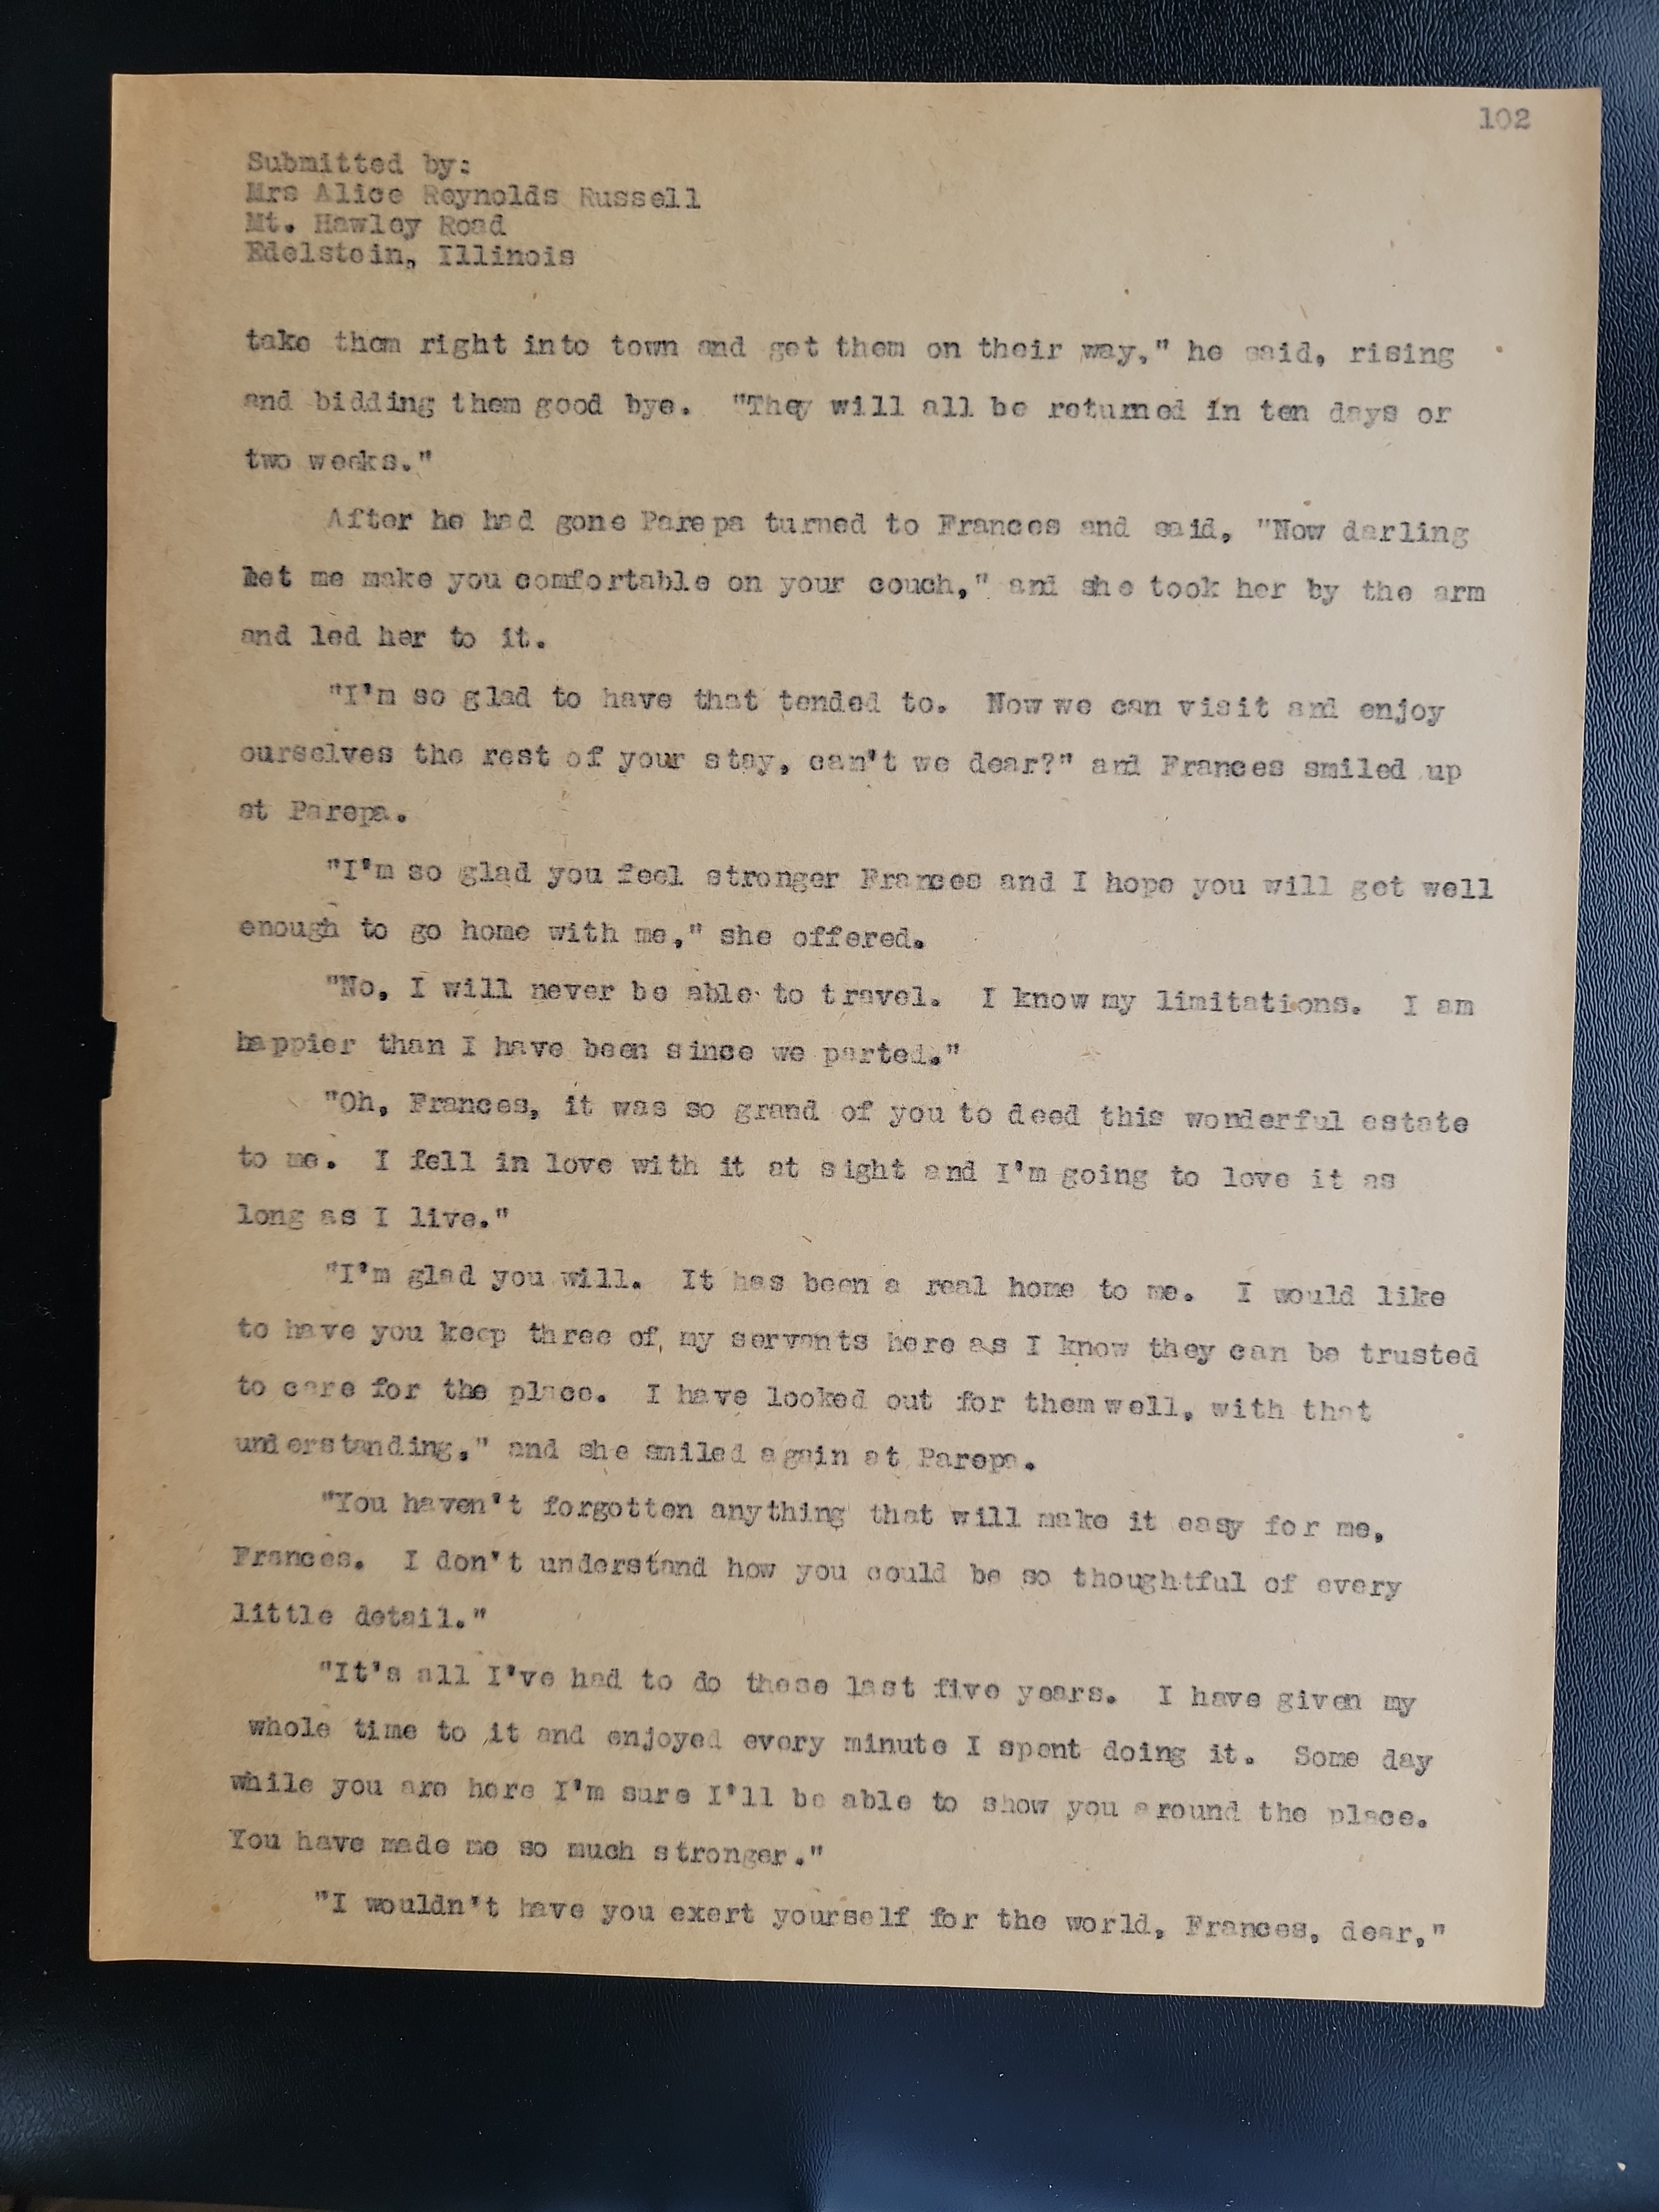 102
Submitted by:
Mrs Alice Reynolds Russell
Mt. Hawley Road
Edelstein, Illinois
take them right into town and get them on their way," he said, rising
and bidding them good bye.  "They will all be returned in ten days or
two weeks."
After he had gone Parepa turned to Frances and said, "Now darling
let me make you comfortable on your couch," and she took her by the arm
and led her to it.
"I'm so glad to have that tended to.  Now we can visit and enjoy
ourselves the rest of your stay, can't we dear?" and Frances smiled up
at Parepa.
"I'm so glad you feel stronger Frances and I hope you will get well
enough to go home with me," she offered.
"No, I will never be able to travel.  I know my limitations.  I am
happier than I have been since we parted."
"Oh, Frances, it was so grand of you to deed this wonderful estate
to me.  I fell in love with it at sight and I'm going to love it as
long as I live."
"I'm glad you will.  It has been a real home to me.  I would like
to have you keep three of my servants here as I know they can be trusted
to care for the place.  I have looked out for them well, with that
understanding," and she smiled again at Parepa.
"You haven't forgotten anything that will make it easy for me,
Frances.  I don't understand how you could be so thoughtful of every
little detail."
"It's all I've had to do these last five years.  I have given my
whole time to it and enjoyed every minute I spent doing it.  Some day
while you are here I'm sure I'll be able to show you around the place.
You have made me so much stronger."
"I wouldn't have you exert yourself for the world, Frances, dear,"